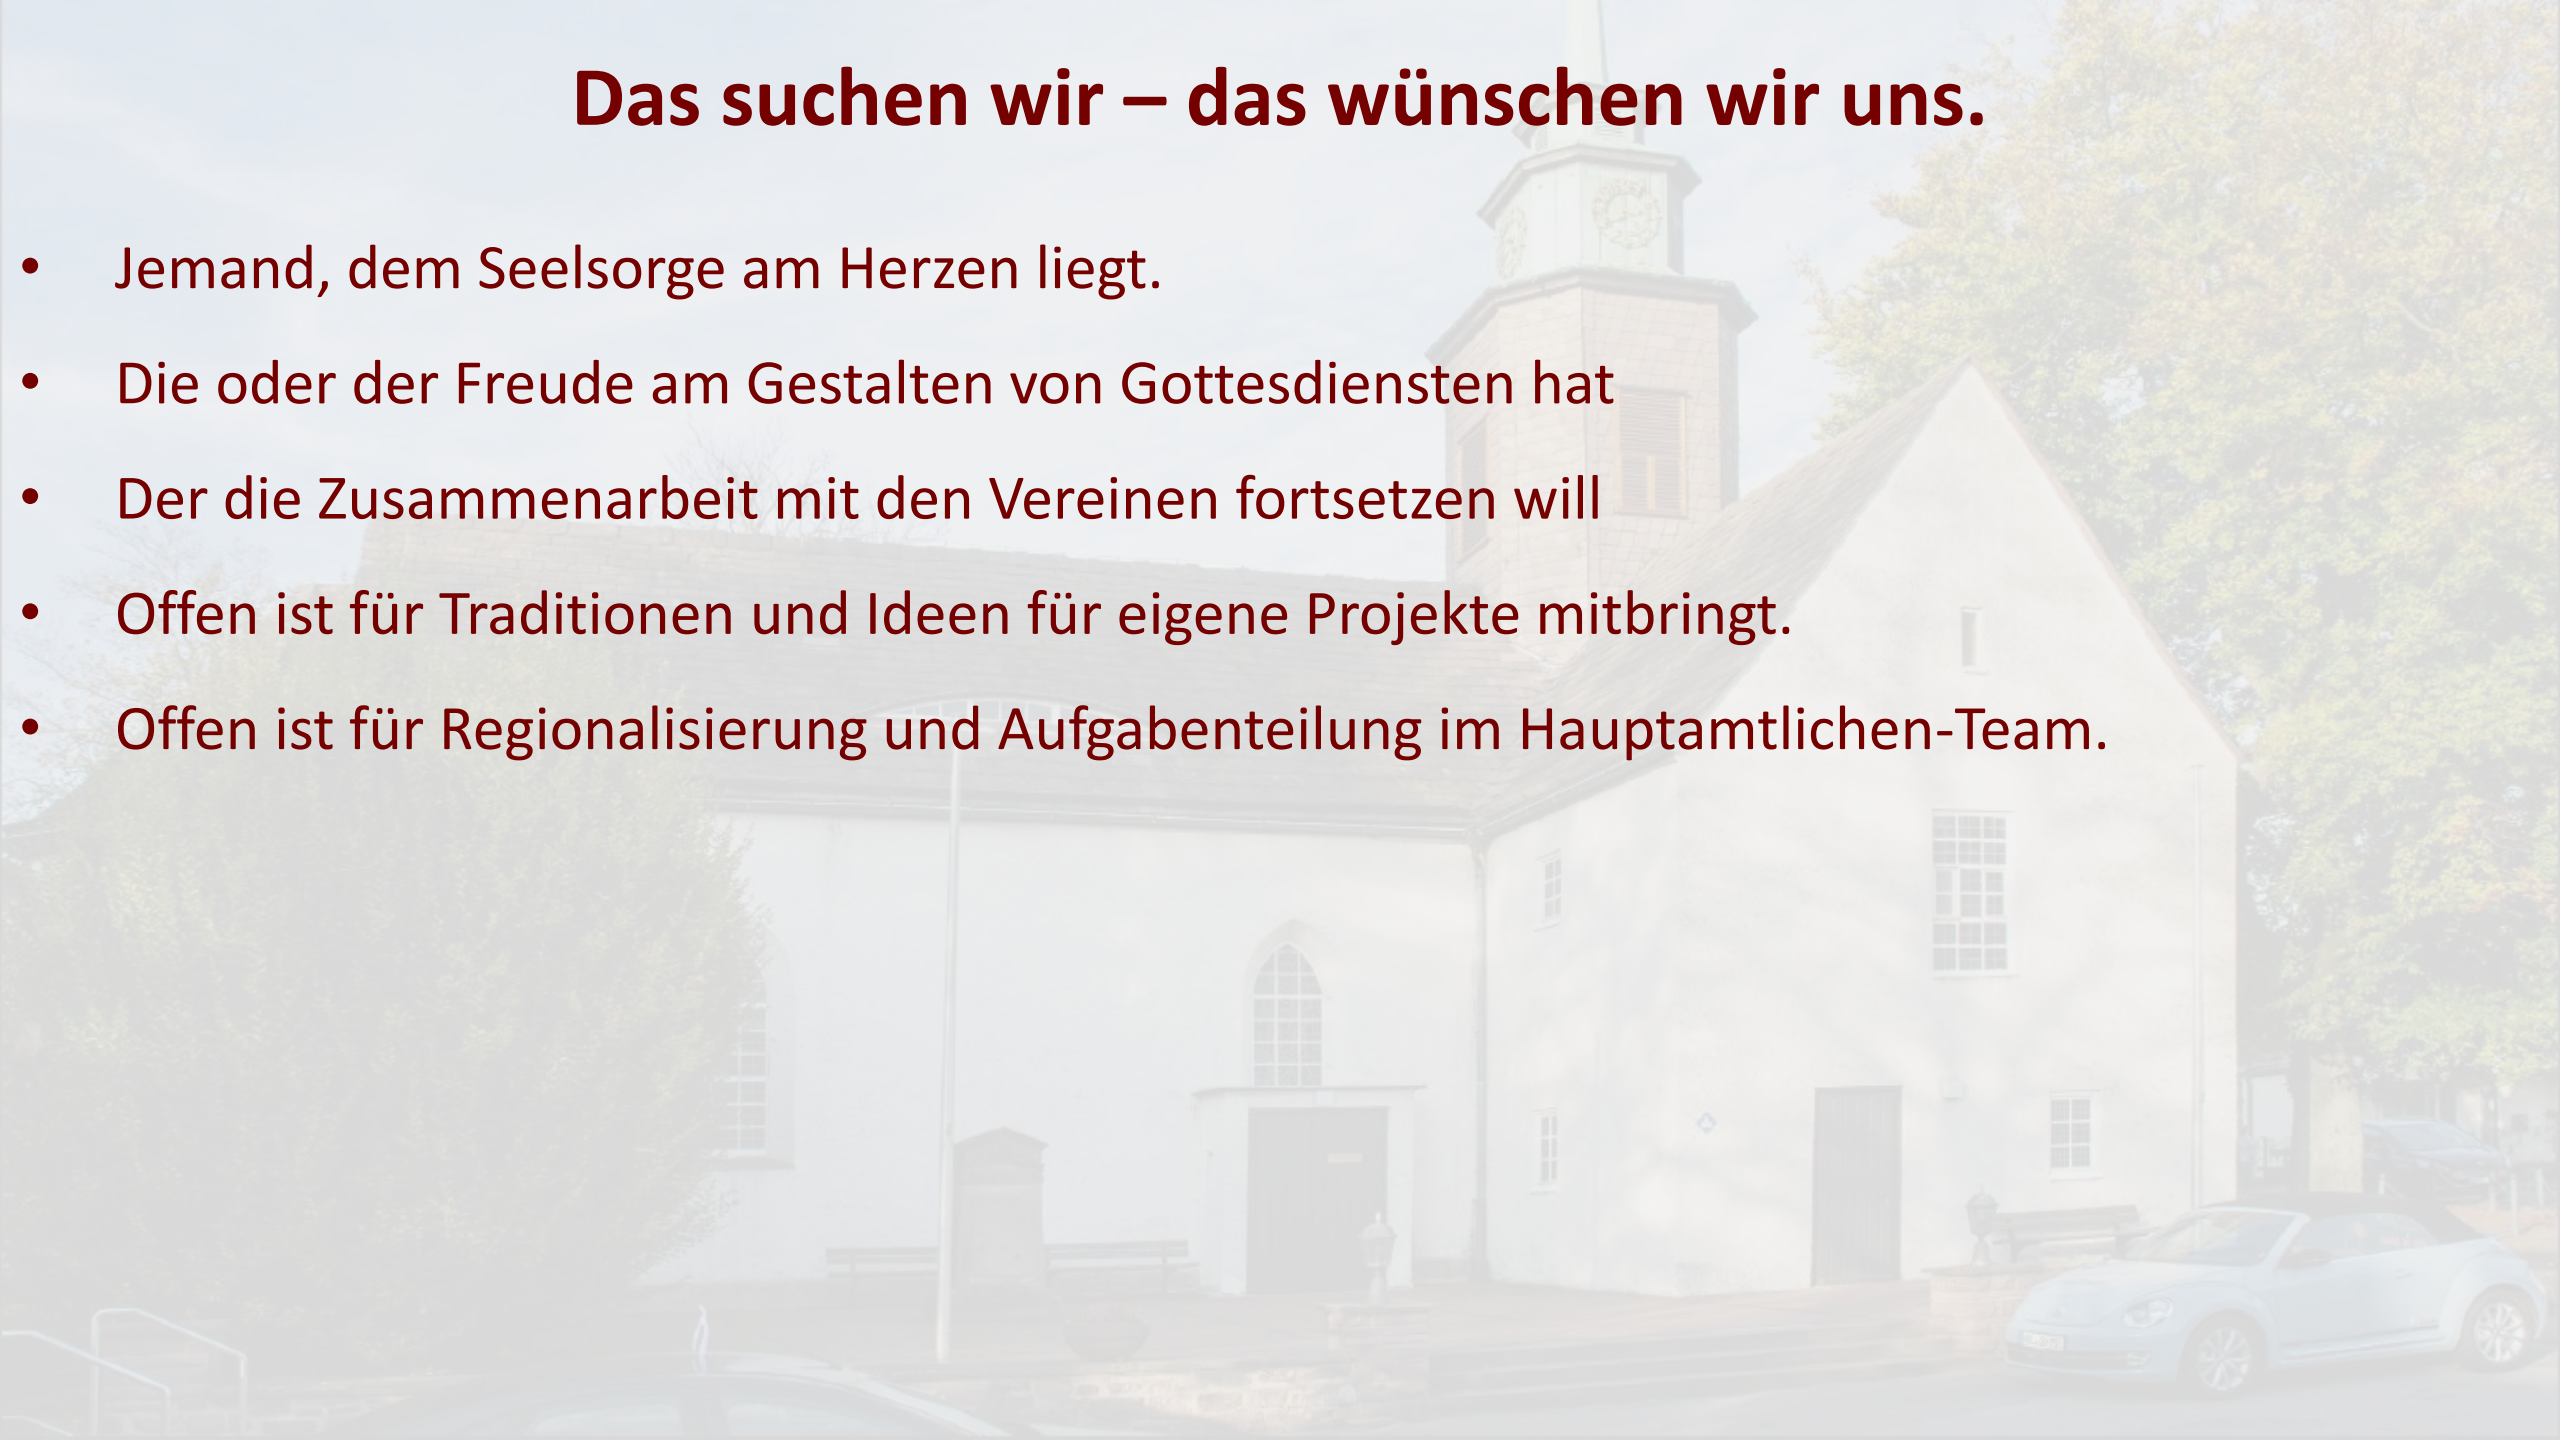 Das suchen wir – das wünschen wir uns.
• Jemand, dem Seelsorge am Herzen liegt.
• Die oder der Freude am Gestalten von Gottesdiensten hat
• Der die Zusammenarbeit mit den Vereinen fortsetzen will
• Offen ist für Traditionen und Ideen für eigene Projekte mitbringt.
• Offen ist für Regionalisierung und Aufgabenteilung im Hauptamtlichen-Team.